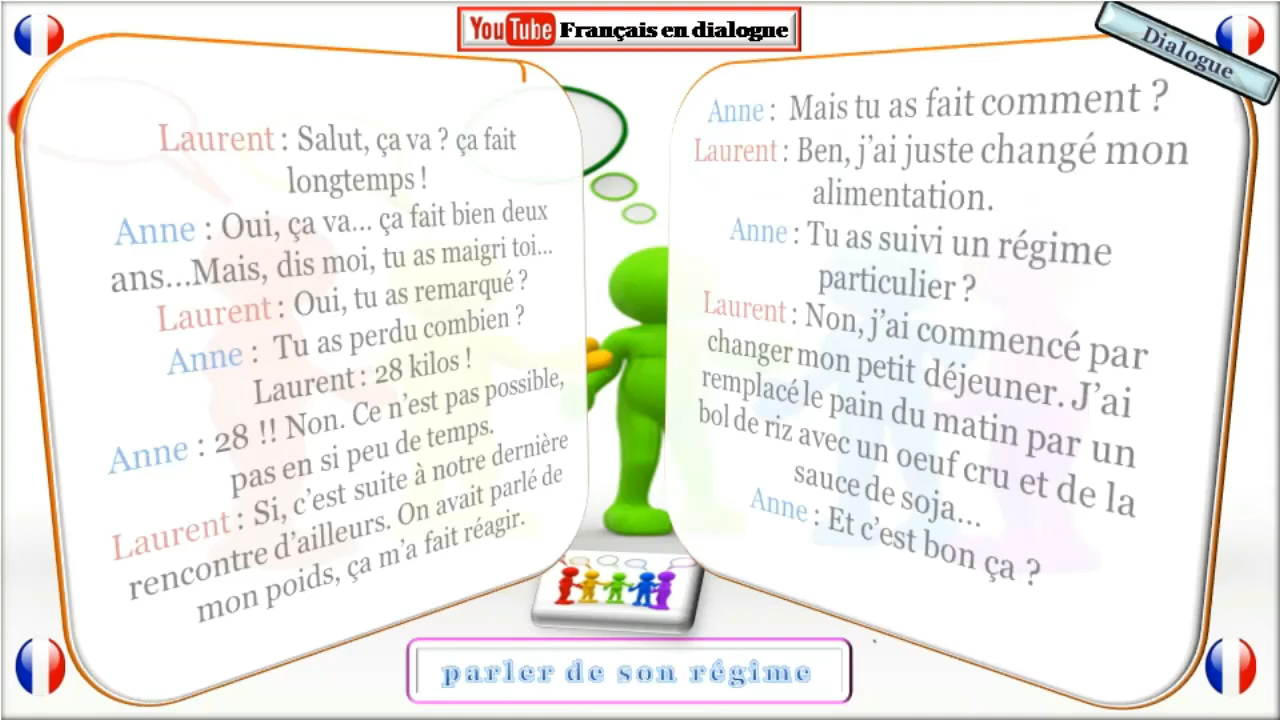 YouTube Français en dialogue
Dialogue
Laurent : Salut, ça va ? ça fait
longtemps !
Anne : Oui, ça va... ça fait bien deux
ans...Mais, dis moi, tu as maigri toi...
Laurent : Oui, tu as remarqué ?
Anne : Tu as perdu combien ?
Laurent : 28 kilos !
Anne : 28 !! Non. Ce n'est pas possible,
pas en si peu de temps.
Laurent : Si, c'est suite à notre dernière
rencontre d'ailleurs. On avait parlé de
mon poids, ça m'a fait réagir.
Anne : Mais tu as fait comment ?
Laurent : Ben, j'ai juste changé mon
alimentation.
Anne : Tu as suivi un régime
particulier ?
Laurent : Non, j'ai commencé par
changer mon petit déjeuner. J'ai
remplacé le pain du matin par un
bol de riz avec un oeuf cru et de la
sauce de soja...
Anne : Et c'est bon ça ?
parler de son régime